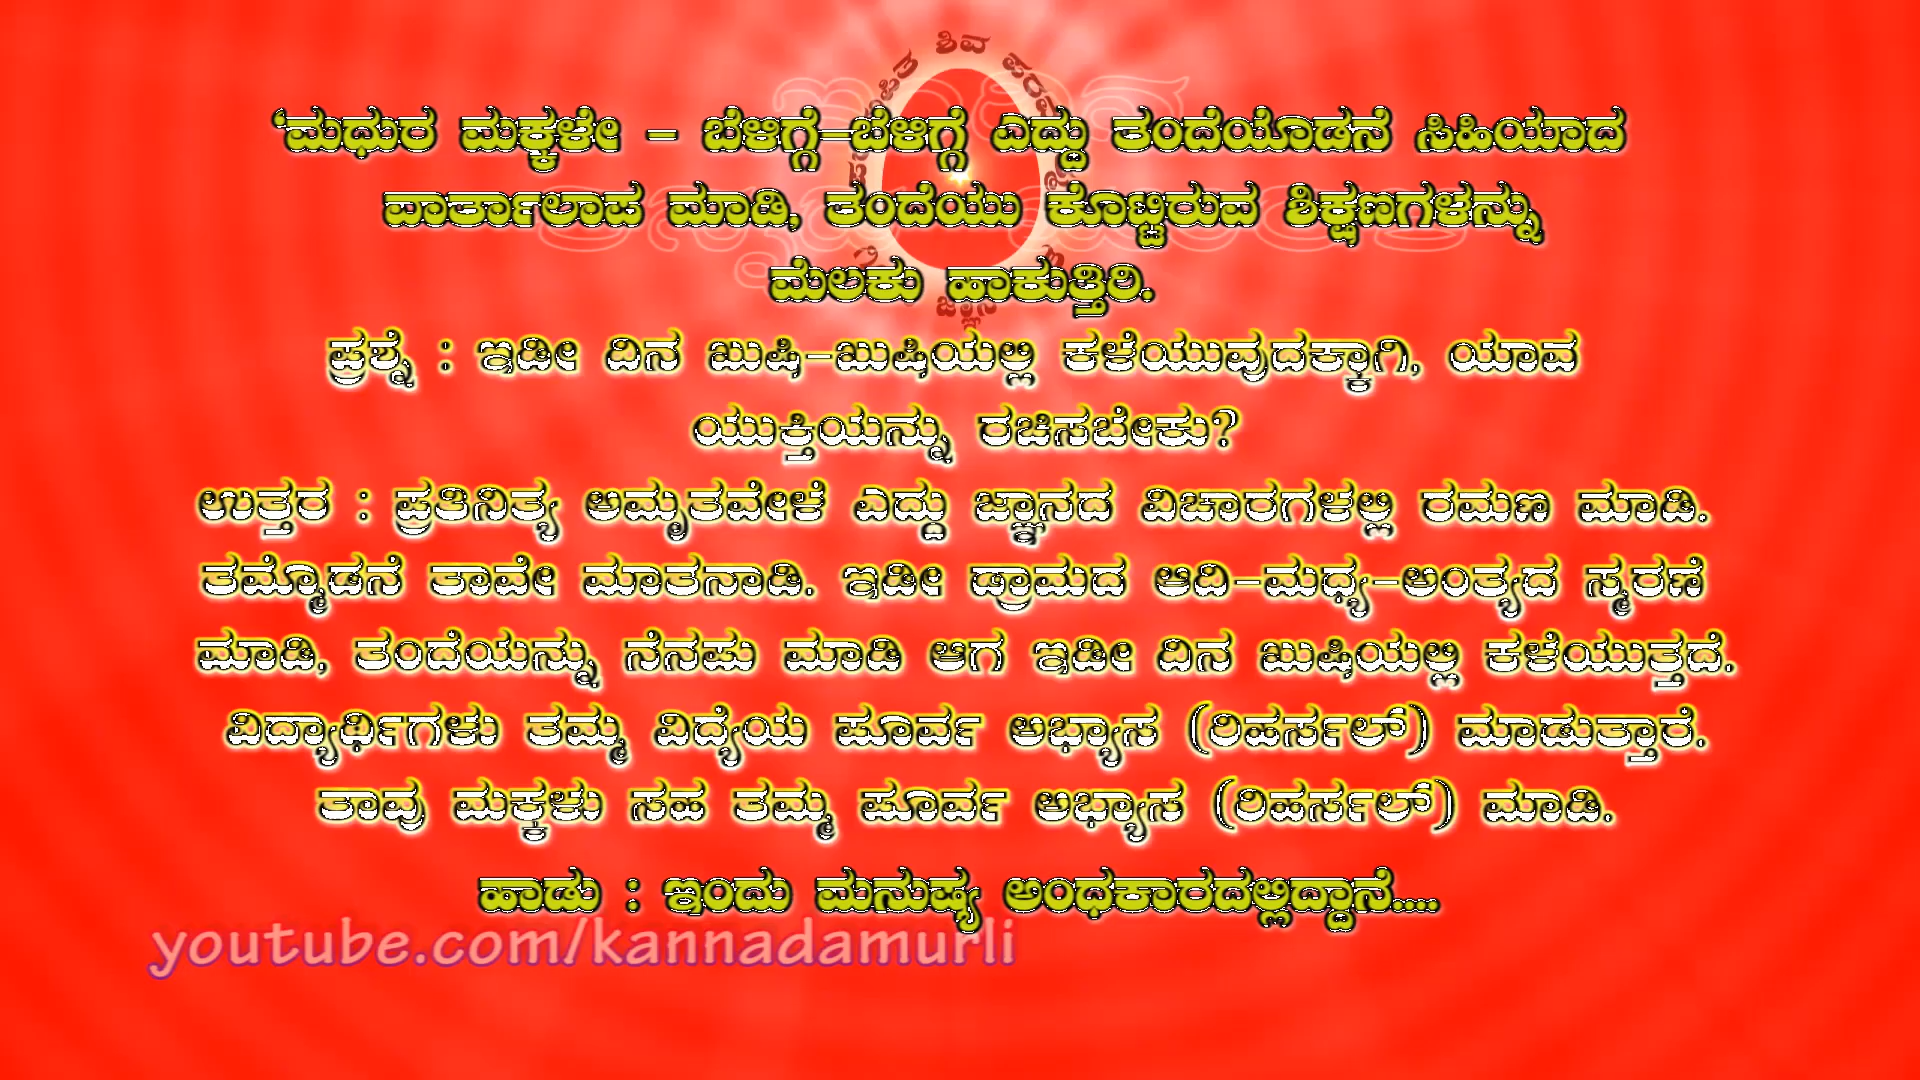 ಶಿವ ಪರಮಾತ್ಮ
‘ಮಧುರ ಮಕ್ಕಳೇ – ಬೆಳಿಗ್ಗೆ–ಬೆಳಿಗ್ಗೆ ಎದ್ದು ತಂದೆಯೊಡನೆ ಸಿಹಿಯಾದ
ವಾರ್ತಾಲಾಪ ಮಾಡಿ, ತಂದೆಯು ಕೊಟ್ಟಿರುವ ಶಿಕ್ಷಣಗಳನ್ನು
ಮೆಲಕು ಹಾಕುತ್ತಿರಿ.
ಪ್ರಶ್ನೆ : ಇಡೀ ದಿನ ಖುಷಿ–ಖುಷಿಯಲ್ಲಿ ಕಳೆಯುವುದಕ್ಕಾಗಿ, ಯಾವ
ಯುಕ್ತಿಯನ್ನು ರಚಿಸಬೇಕು?
ಉತ್ತರ : ಪ್ರತಿನಿತ್ಯ ಅಮೃತವೇಳೆ ಎದ್ದು ಜ್ಞಾನದ ವಿಚಾರಗಳಲ್ಲಿ ರಮಣ ಮಾಡಿ.
ತಮ್ಮೊಡನೆ ತಾವೇ ಮಾತನಾಡಿ. ಇಡೀ ಡ್ರಾಮದ ಆದಿ–ಮಧ್ಯ–ಅಂತ್ಯದ ಸ್ಮರಣೆ
ಮಾಡಿ, ತಂದೆಯನ್ನು ನೆನಪು ಮಾಡಿ ಆಗ ಇಡೀ ದಿನ ಖುಷಿಯಲ್ಲಿ ಕಳೆಯುತ್ತದೆ.
ವಿದ್ಯಾರ್ಥಿಗಳು ತಮ್ಮ ವಿದ್ಯೆಯ ಪೂರ್ವ ಅಭ್ಯಾಸ (ರಿಹರ್ಸಲ್) ಮಾಡುತ್ತಾರೆ.
ತಾವು ಮಕ್ಕಳು ಸಹ ತಮ್ಮ ಪೂರ್ವ ಅಭ್ಯಾಸ (ರಿಹರ್ಸಲ್) ಮಾಡಿ.
ಹಾಡು : ಇಂದು ಮನುಷ್ಯ ಅಂಧಕಾರದಲ್ಲಿದ್ದಾನೆ....
youtube.com/kannadamurli